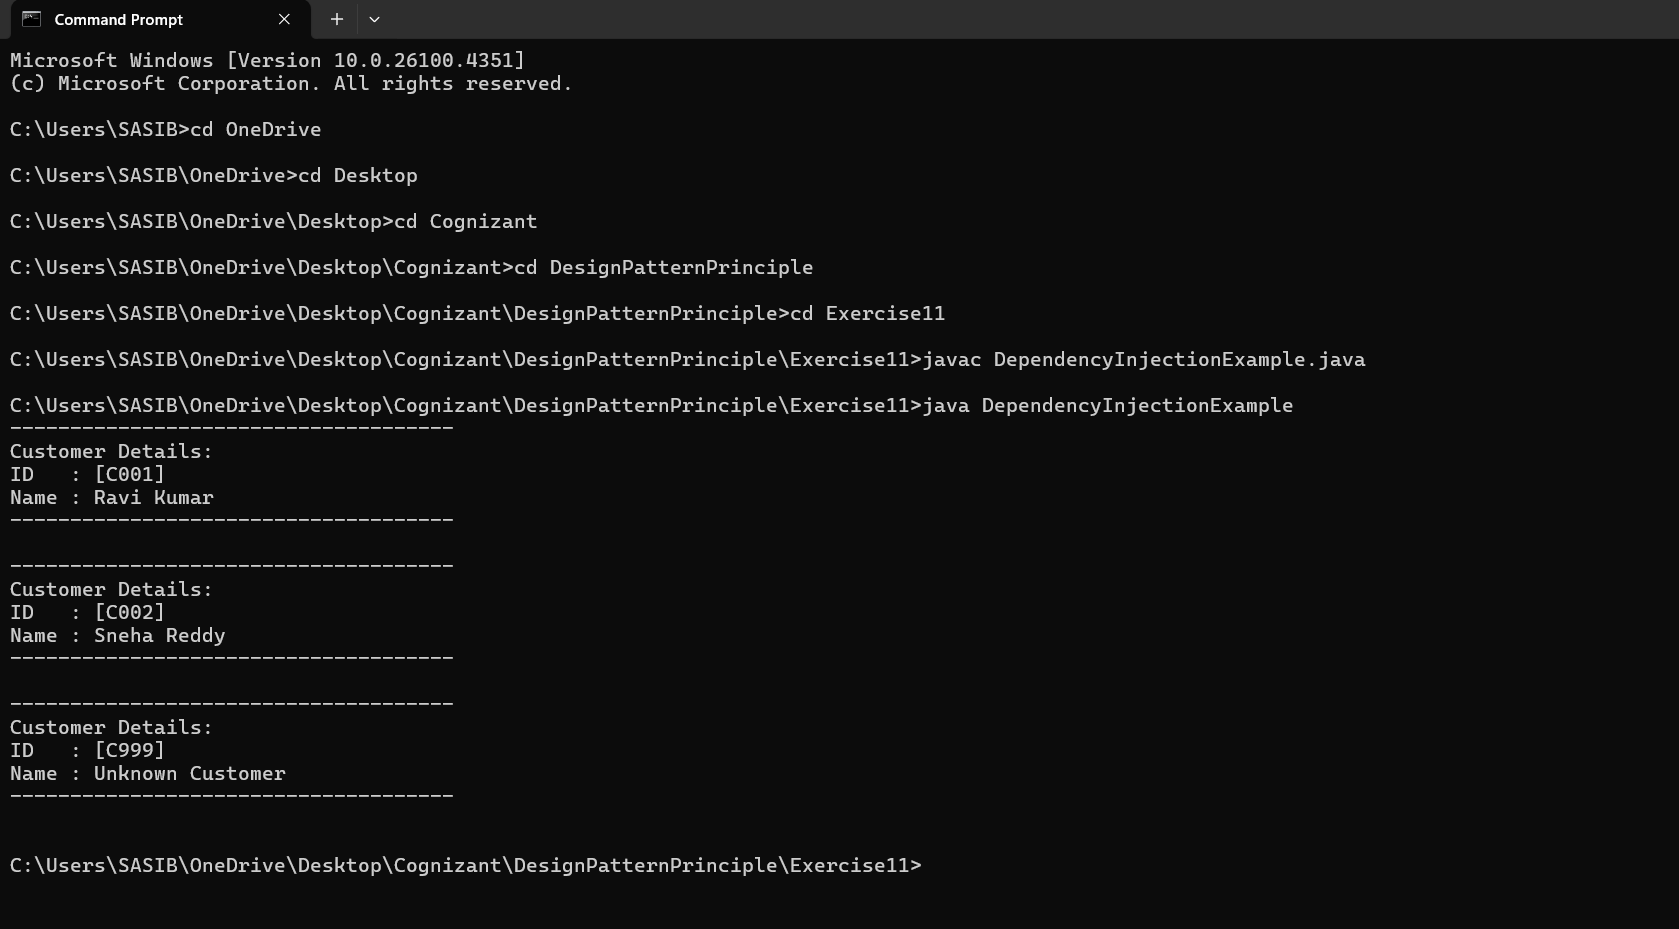 Command Prompt
Microsoft Windows [Version 10.0.26100.4351]
(c) Microsoft Corporation. All rights reserved.
C:\Users\SASIB>cd OneDrive
C:\Users\SASIB\OneDrive>cd Desktop
C:\Users\SASIB\OneDrive\Desktop>cd Cognizant
C:\Users\SASIB\OneDrive\Desktop\Cognizant>cd DesignPatternPrinciple
C:\Users\SASIB\OneDrive\Desktop\Cognizant\DesignPatternPrinciple>cd Exercise11
C:\Users\SASIB\OneDrive\Desktop\Cognizant\DesignPatternPrinciple\Exercise11>javac DependencyInjectionExample.java
C:\Users\SASIB\OneDrive\Desktop\Cognizant\DesignPatternPrinciple\Exercise11>java DependencyInjectionExample
-------------------------------------
Customer Details:
ID   : [C001]
Name : Ravi Kumar
-------------------------------------
-------------------------------------
Customer Details:
ID   : [C002]
Name : Sneha Reddy
-------------------------------------
-------------------------------------
Customer Details:
ID   : [C999]
Name : Unknown Customer
-------------------------------------
C:\Users\SASIB\OneDrive\Desktop\Cognizant\DesignPatternPrinciple\Exercise11>